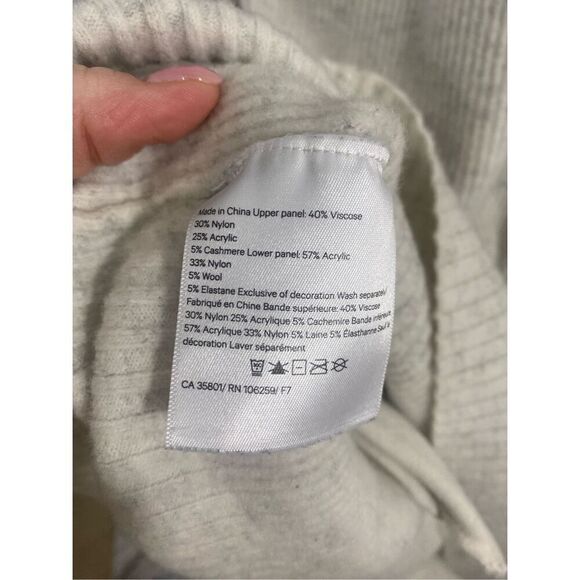 Made in China Upper panel: 40% Viscose
30% Nylon
25% Acrylic
5% Cashmere Lower panel: 57% Acrylic
33% Nylon
5% Wool
5% Elastane Exclusive of decoration Wash separately
Fabriqué en Chine Bande supérieure: 40% Viscose
30% Nylon 25% Acrylique 5% Cachemire Bande inférieure:
57% Acrylique 33% Nylon 5% Laine 5% Élasthanne Sauf la
décoration Laver séparément
CA 35801/ RN 106259/ F7